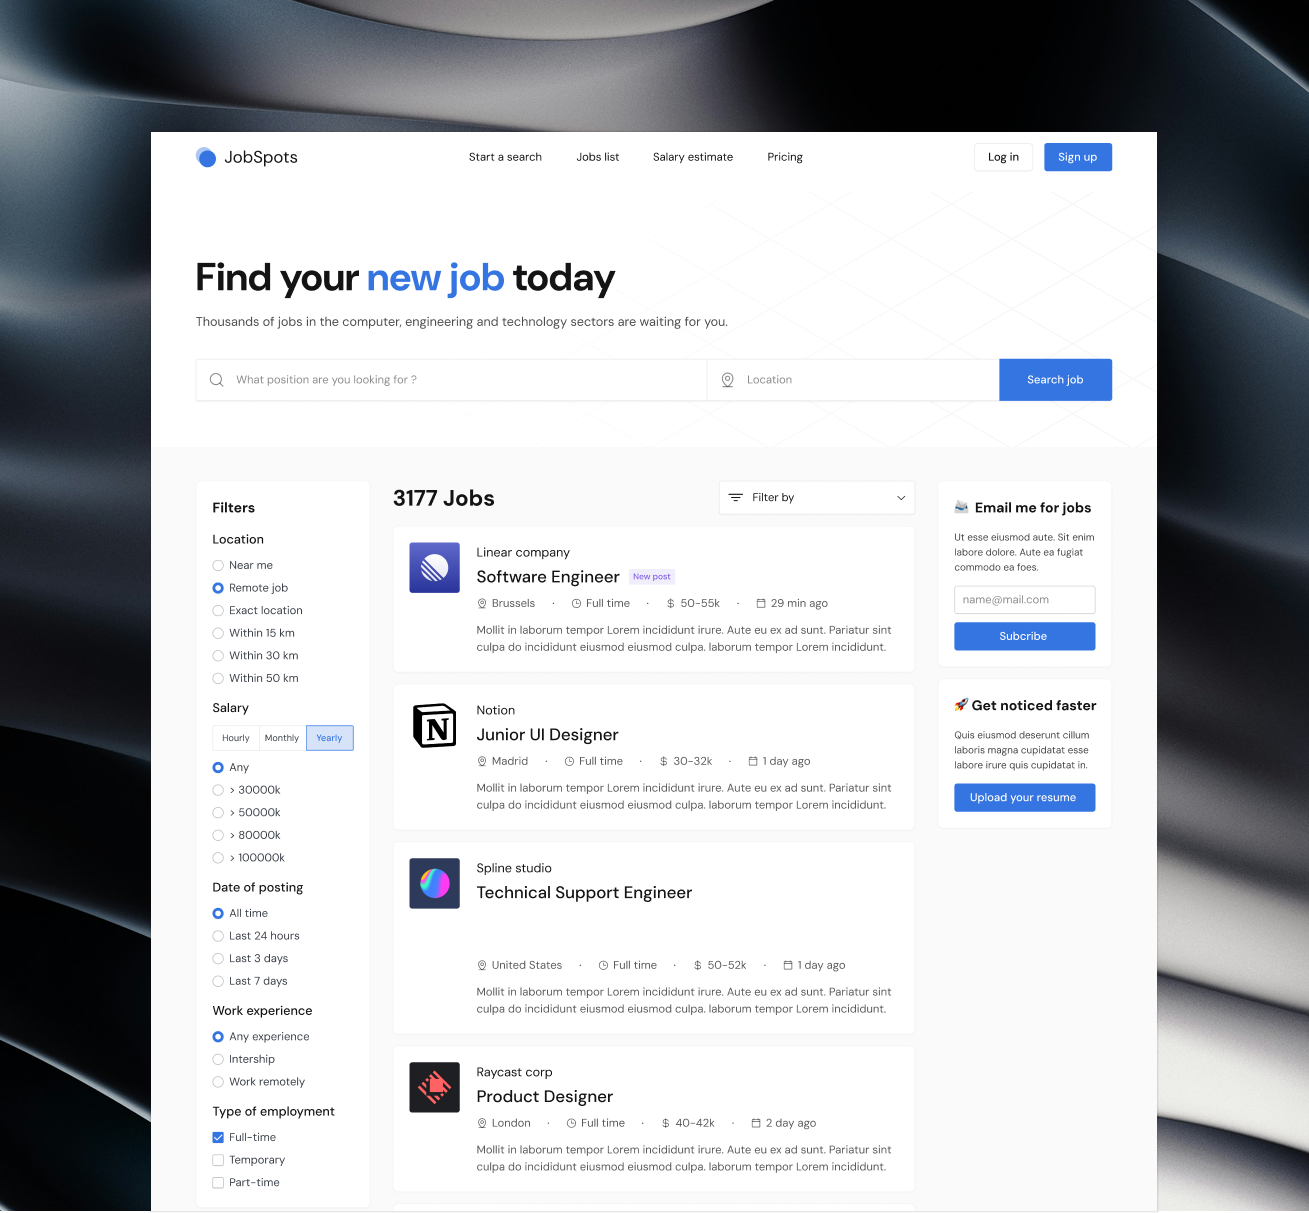 JobSpots
Start a search
Jobs list
Salary estimate
Pricing
Log in
Sign up
Find your new job today
Thousands of jobs in the computer, engineering and technology sectors are waiting for you.
What position are you looking for ?
Location
Search job
Filters
Location
Near me
Remote job
Exact location
Within 15 km
Within 30 km
Within 50 km
Salary
Hourly
Monthly
Yearly
Any
> 30000k
> 50000k
> 80000k
> 100000k
Date of posting
All time
Last 24 hours
Last 3 days
Last 7 days
Work experience
Any experience
Intership
Work remotely
Type of employment
Full-time
Temporary
Part-time
3177 Jobs
Filter by
Linear company
Software Engineer New post
Brussels · Full time · $ 50-55k · 29 min ago
Mollit in laborum tempor Lorem incididunt irure. Aute eu ex ad sunt. Pariatur sint
culpa do incididunt eiusmod eiusmod culpa. laborum tempor Lorem incididunt.
N
Notion
Junior UI Designer
Madrid · Full time · $ 30-32k · 1 day ago
Mollit in laborum tempor Lorem incididunt irure. Aute eu ex ad sunt. Pariatur sint
culpa do incididunt eiusmod eiusmod culpa. laborum tempor Lorem incididunt.
Spline studio
Technical Support Engineer
United States · Full time · $ 50-52k · 1 day ago
Mollit in laborum tempor Lorem incididunt irure. Aute eu ex ad sunt. Pariatur sint
culpa do incididunt eiusmod eiusmod culpa. laborum tempor Lorem incididunt.
Raycast corp
Product Designer
London · Full time · $ 40-42k · 2 day ago
Mollit in laborum tempor Lorem incididunt irure. Aute eu ex ad sunt. Pariatur sint
culpa do incididunt eiusmod eiusmod culpa. laborum tempor Lorem incididunt.
Email me for jobs
Ut esse eiusmod aute. Sit enim
labore dolore. Aute ea fugiat
commodo ea foes.
name@mail.com
Subcribe
Get noticed faster
Quis eiusmod deserunt cillum
laboris magna cupidatat esse
labore irure quis cupidatat in.
Upload your resume